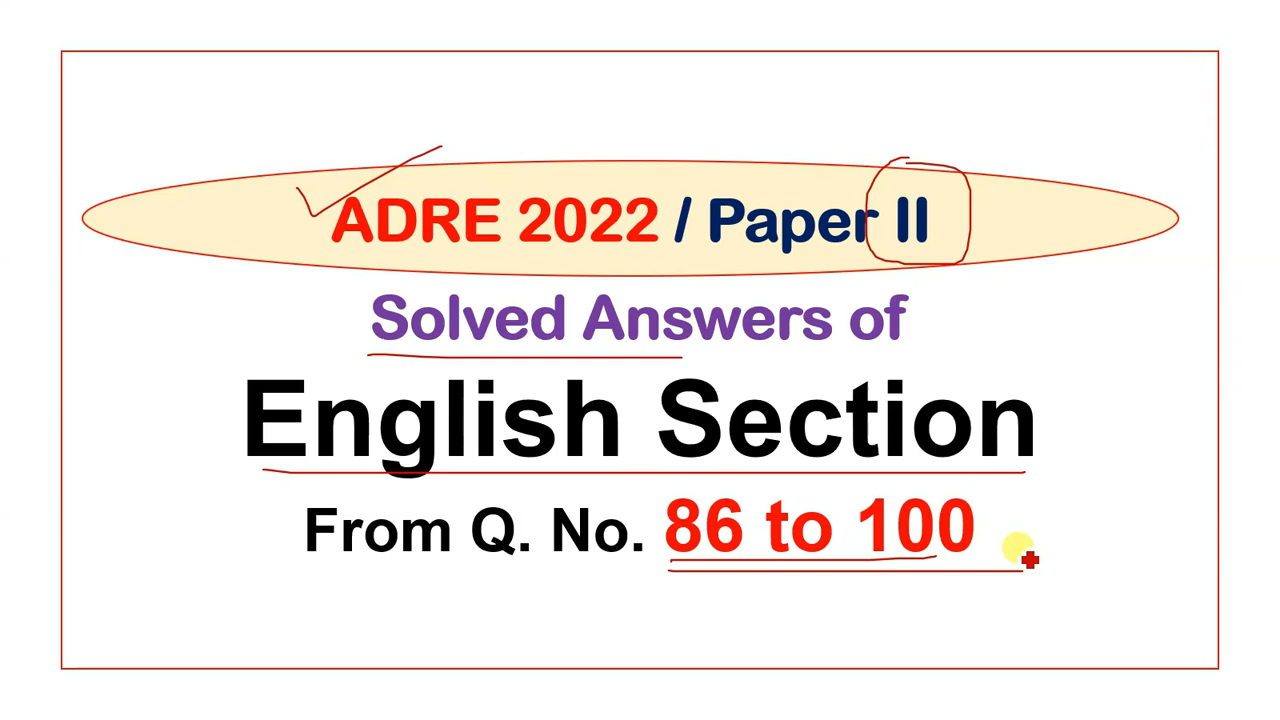 ADRE 2022 / Paper II
Solved Answers of
English Section
From Q. No. 86 to 100